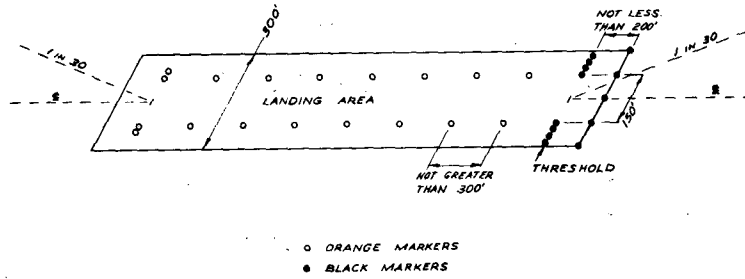 NOT LESS
THAN 200'
300'
1 IN 30
1 IN 30
LANDING AREA
150'
NOT GREATER
THAN 300'
THRESHOLD
ORANGE MARKERS
BLACK MARKERS